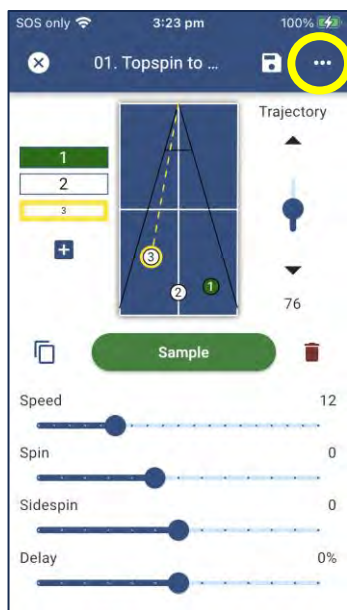 SOS only 3:23 pm 100%
01. Topspin to ...
Trajectory
1
2
3
3
2
1
76
Sample
Speed 12
Spin 0
Sidespin 0
Delay 0%